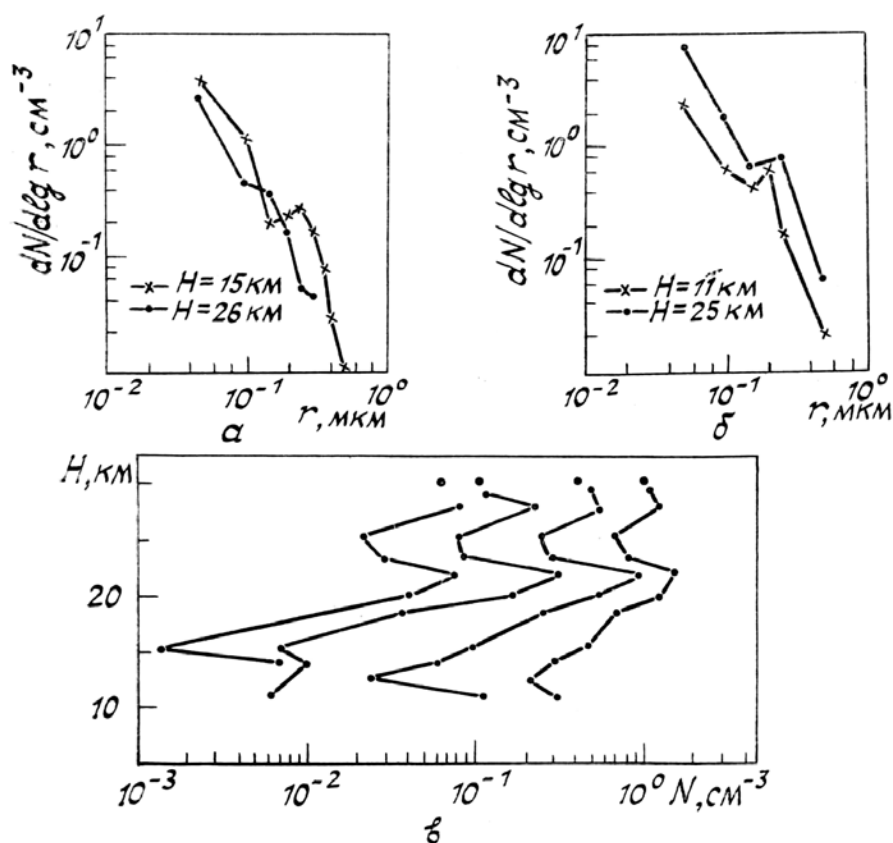 10¹
10⁰
10⁻¹
dN/dlg r, см⁻³
H=15 км
H=26 км
10⁻² 10⁻¹ 10⁰
r, мкм
а
10¹
10⁰
10⁻¹
dN/dlg r, см⁻³
H=11 км
H=25 км
10⁻² 10⁻¹ 10⁰
r, мкм
б
H, км
20
10
10⁻³ 10⁻² 10⁻¹ 10⁰ N, см⁻³
в